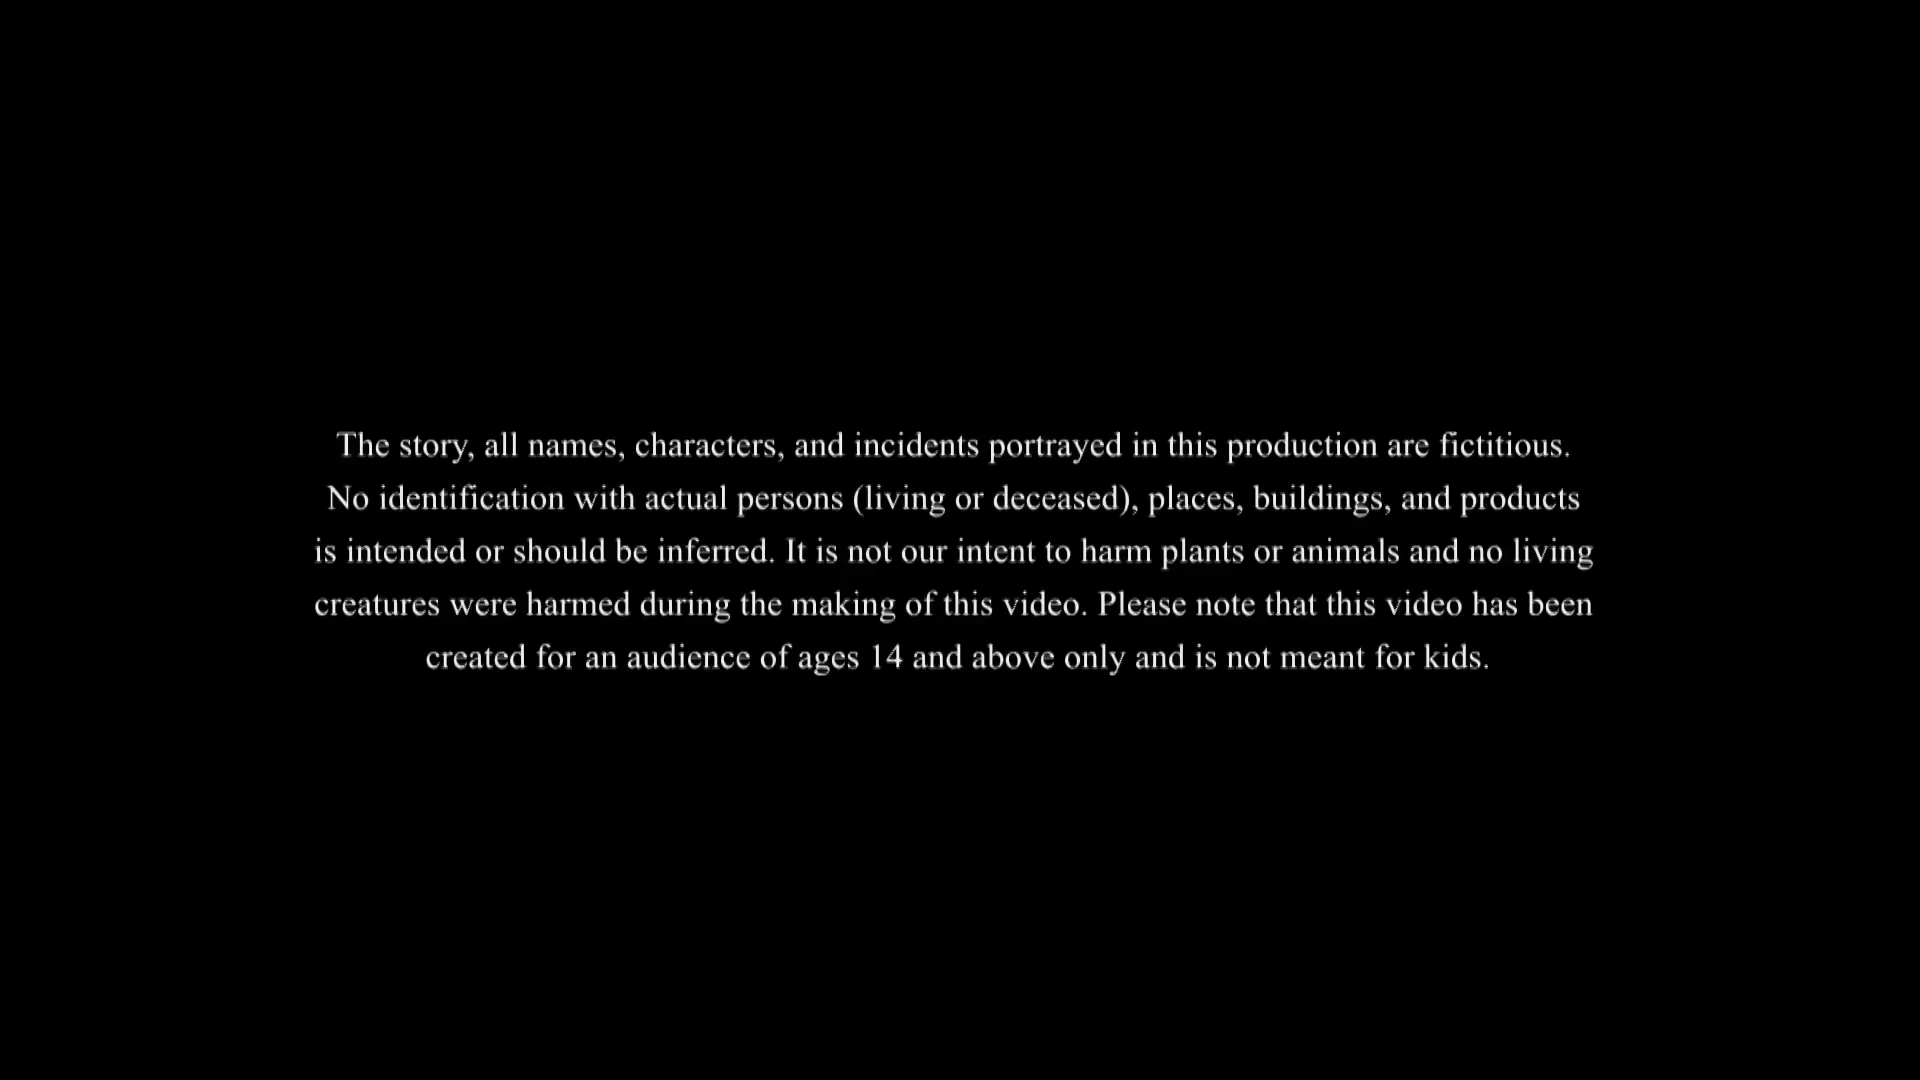 The story, all names, characters, and incidents portrayed in this production are fictitious.
No identification with actual persons (living or deceased), places, buildings, and products
is intended or should be inferred. It is not our intent to harm plants or animals and no living
creatures were harmed during the making of this video. Please note that this video has been
created for an audience of ages 14 and above only and is not meant for kids.